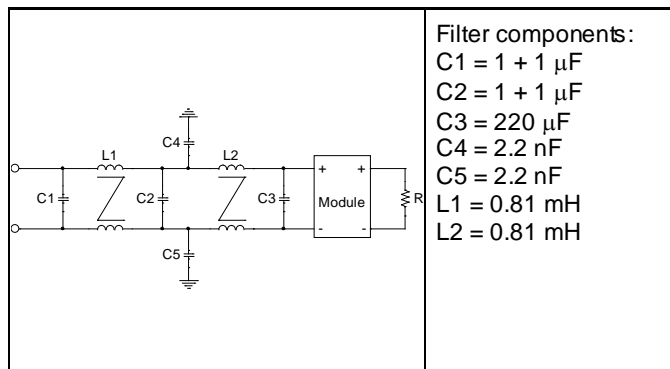 Filter components:
C1 = 1 + 1 μF
C2 = 1 + 1 μF
C3 = 220 μF
C4 = 2.2 nF
C5 = 2.2 nF
L1 = 0.81 mH
L2 = 0.81 mH
C4
L1
L2
+ +
C1
C2
C3
Module
R
- -
C5